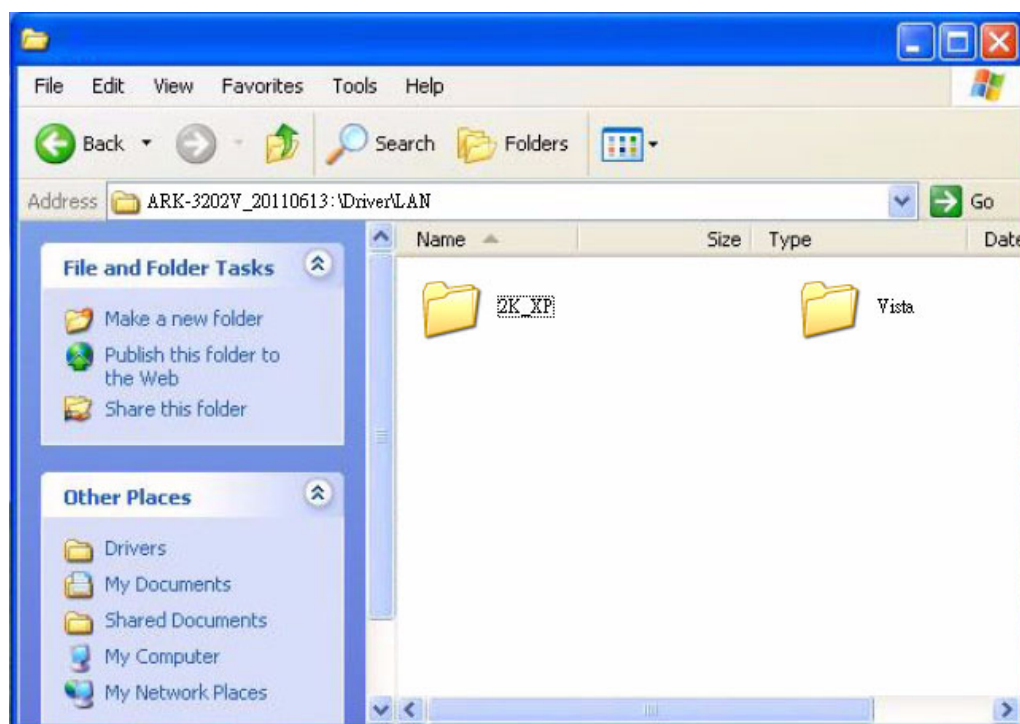 File Edit View Favorites Tools Help
Back Search Folders
Address ARK-3202V_20110613:\Driver\LAN Go
File and Folder Tasks
Make a new folder
Publish this folder to
the Web
Share this folder
Other Places
Drivers
My Documents
Shared Documents
My Computer
My Network Places
Name Size Type Date
2K_XP Vista